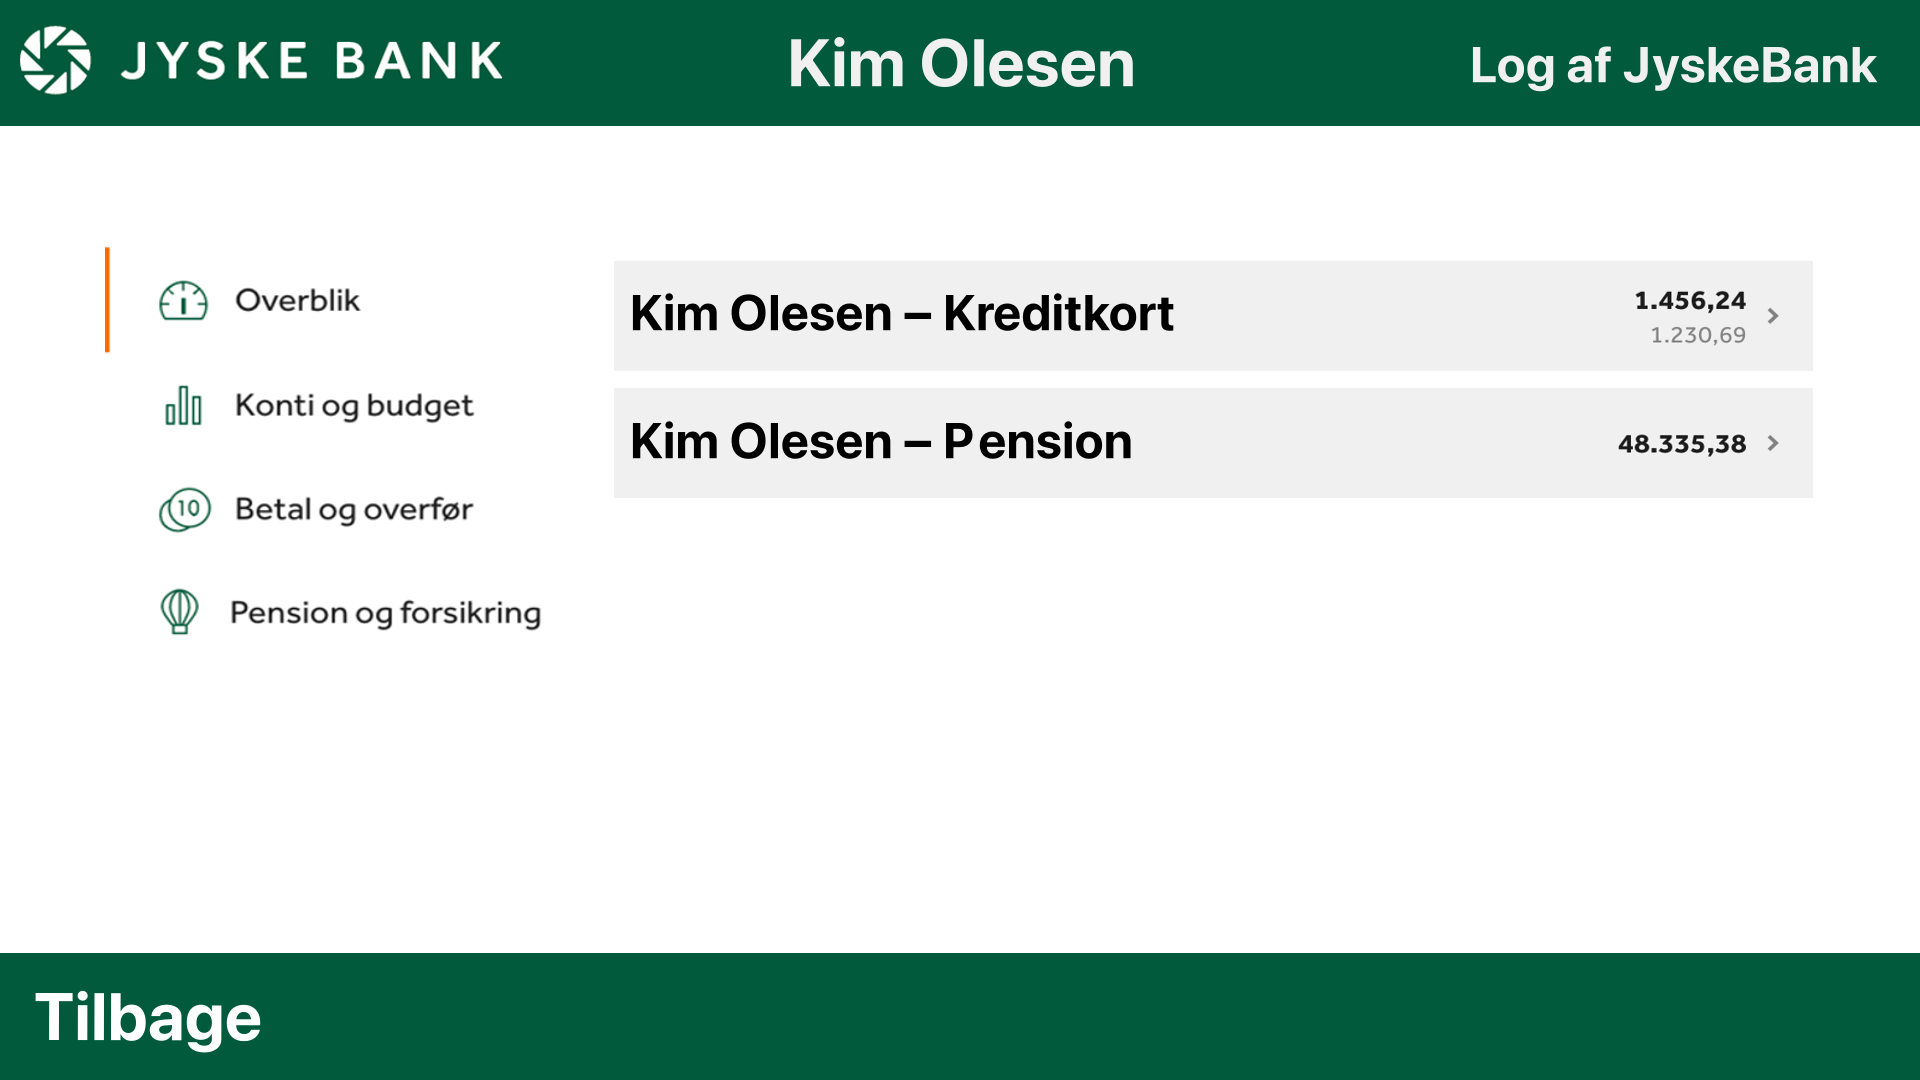 JYSKE BANK
Kim Olesen
Log af JyskeBank
Overblik
Konti og budget
10
Betal og overfør
Pension og forsikring
Kim Olesen – Kreditkort
1.456,24
1.230,69
Kim Olesen – Pension
48.335,38
Tilbage